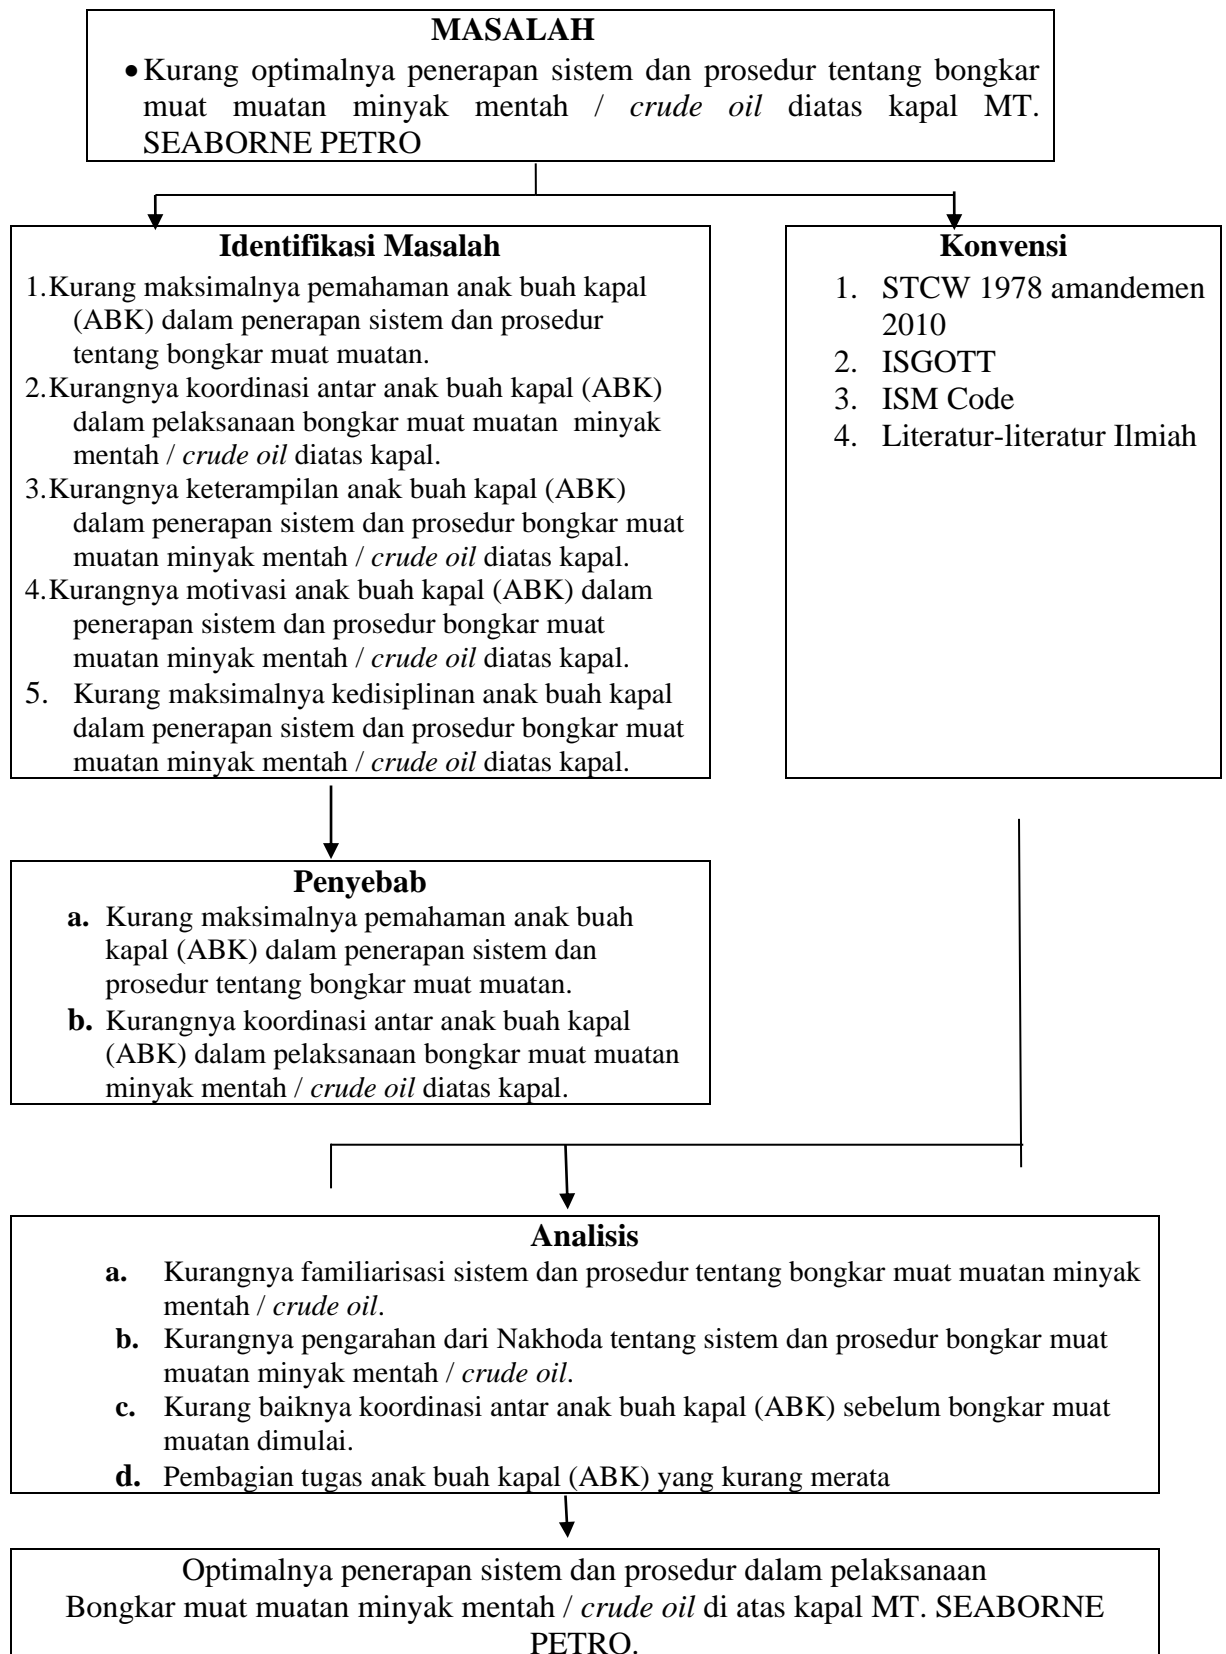 MASALAH
• Kurang optimalnya penerapan sistem dan prosedur tentang bongkar
muat muatan minyak mentah / crude oil diatas kapal MT.
SEABORNE PETRO
Identifikasi Masalah
1. Kurang maksimalnya pemahaman anak buah kapal
(ABK) dalam penerapan sistem dan prosedur
tentang bongkar muat muatan.
2. Kurangnya koordinasi antar anak buah kapal (ABK)
dalam pelaksanaan bongkar muat muatan minyak
mentah / crude oil diatas kapal.
3. Kurangnya keterampilan anak buah kapal (ABK)
dalam penerapan sistem dan prosedur bongkar muat
muatan minyak mentah / crude oil diatas kapal.
4. Kurangnya motivasi anak buah kapal (ABK) dalam
penerapan sistem dan prosedur bongkar muat
muatan minyak mentah / crude oil diatas kapal.
5. Kurang maksimalnya kedisiplinan anak buah kapal
dalam penerapan sistem dan prosedur bongkar muat
muatan minyak mentah / crude oil diatas kapal.
Konvensi
1. STCW 1978 amandemen
2010
2. ISGOTT
3. ISM Code
4. Literatur-literatur Ilmiah
Penyebab
a. Kurang maksimalnya pemahaman anak buah
kapal (ABK) dalam penerapan sistem dan
prosedur tentang bongkar muat muatan.
b. Kurangnya koordinasi antar anak buah kapal
(ABK) dalam pelaksanaan bongkar muat muatan
minyak mentah / crude oil diatas kapal.
Analisis
a. Kurangnya familiarisasi sistem dan prosedur tentang bongkar muat muatan minyak
mentah / crude oil.
b. Kurangnya pengarahan dari Nakhoda tentang sistem dan prosedur bongkar muat
muatan minyak mentah / crude oil.
c. Kurang baiknya koordinasi antar anak buah kapal (ABK) sebelum bongkar muat
muatan dimulai.
d. Pembagian tugas anak buah kapal (ABK) yang kurang merata
Optimalnya penerapan sistem dan prosedur dalam pelaksanaan
Bongkar muat muatan minyak mentah / crude oil di atas kapal MT. SEABORNE
PETRO.